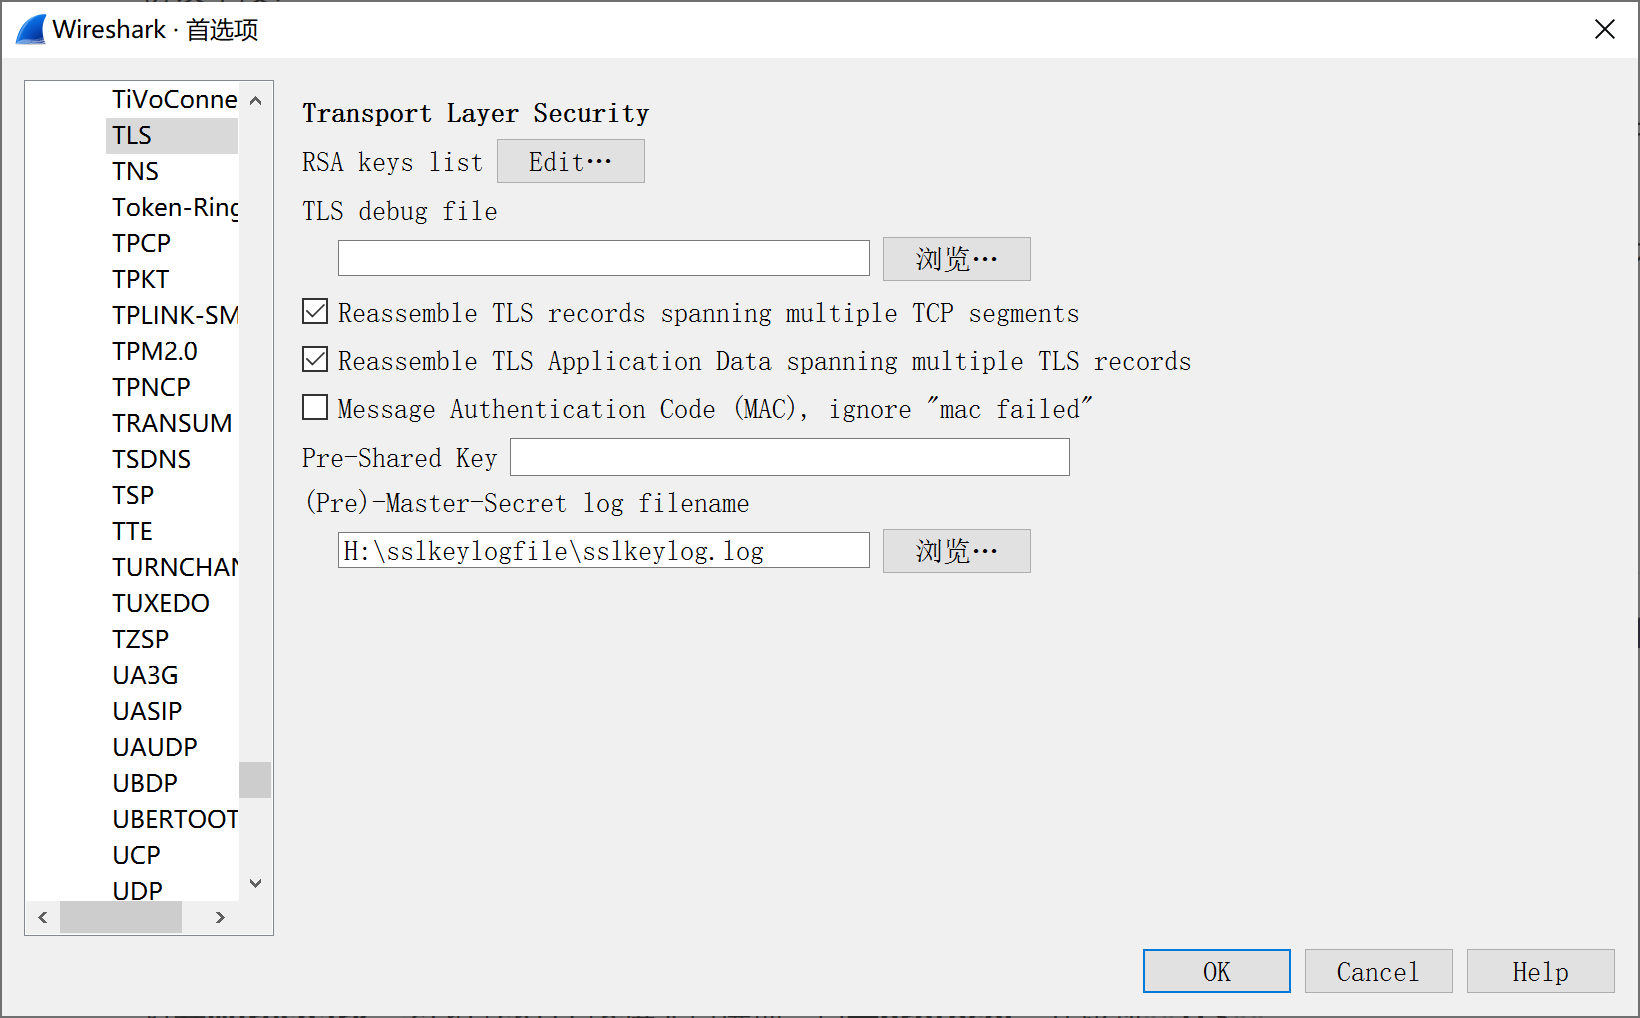 Wireshark · 首选项
TiVoConne
TLS
TNS
Token-Ring
TPCP
TPKT
TPLINK-SM
TPM2.0
TPNCP
TRANSUM
TSDNS
TSP
TTE
TURNCHAN
TUXEDO
TZSP
UA3G
UASIP
UAUDP
UBDP
UBERTOOT
UCP
UDP
Transport Layer Security
RSA keys list Edit…
TLS debug file
浏览…
Reassemble TLS records spanning multiple TCP segments
Reassemble TLS Application Data spanning multiple TLS records
Message Authentication Code (MAC), ignore "mac failed"
Pre-Shared Key
(Pre)-Master-Secret log filename
H:\sslkeylogfile\sslkeylog.log 浏览…
OK Cancel Help